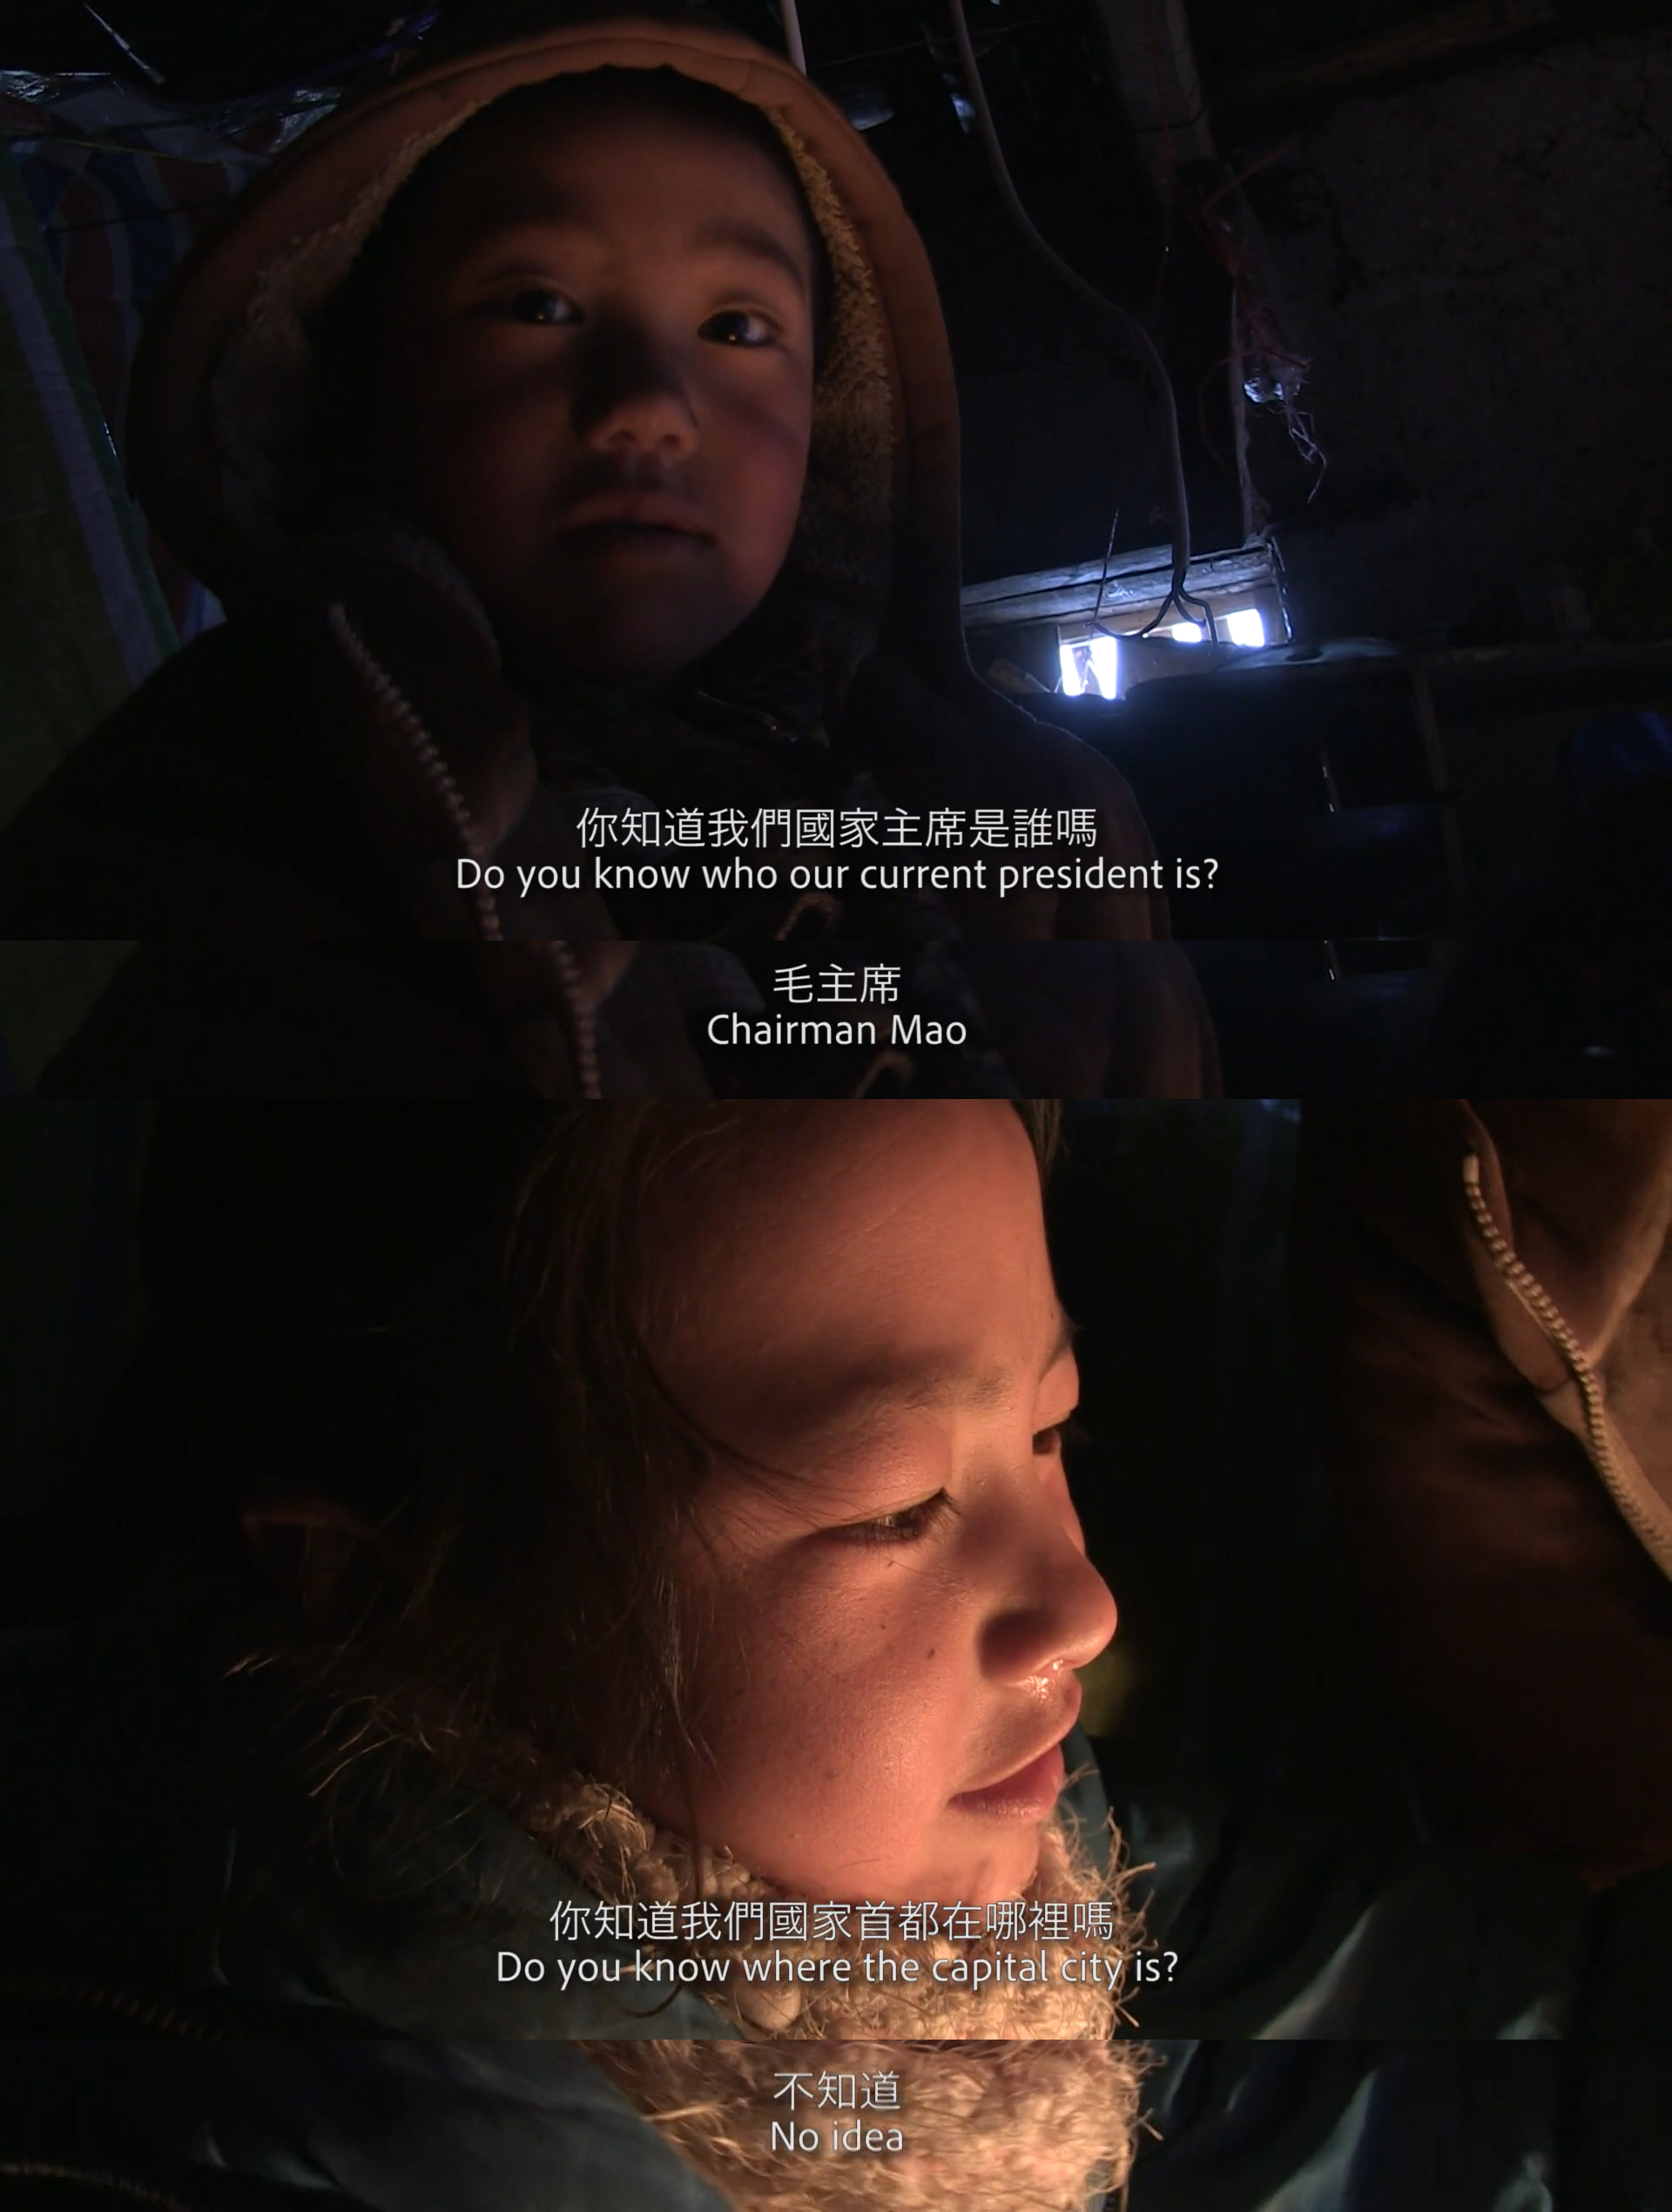 你知道我們國家主席是誰嗎
Do you know who our current president is?
毛主席
Chairman Mao
你知道我們國家首都在哪裡嗎
Do you know where the capital city is?
不知道
No idea